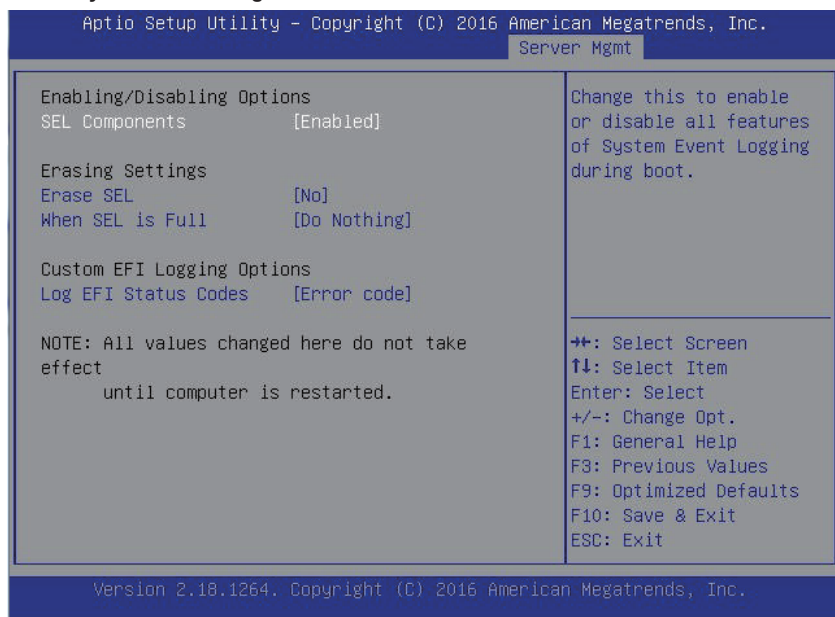 Aptio Setup Utility – Copyright (C) 2016 American Megatrends, Inc.
Server Mgmt
Enabling/Disabling Options
SEL Components [Enabled]
Erasing Settings
Erase SEL [No]
When SEL is Full [Do Nothing]
Custom EFI Logging Options
Log EFI Status Codes [Error code]
NOTE: All values changed here do not take
effect
until computer is restarted.
Change this to enable
or disable all features
of System Event Logging
during boot.
→←: Select Screen
↑↓: Select Item
Enter: Select
+/-: Change Opt.
F1: General Help
F3: Previous Values
F9: Optimized Defaults
F10: Save & Exit
ESC: Exit
Version 2.18.1264. Copyright (C) 2016 American Megatrends, Inc.